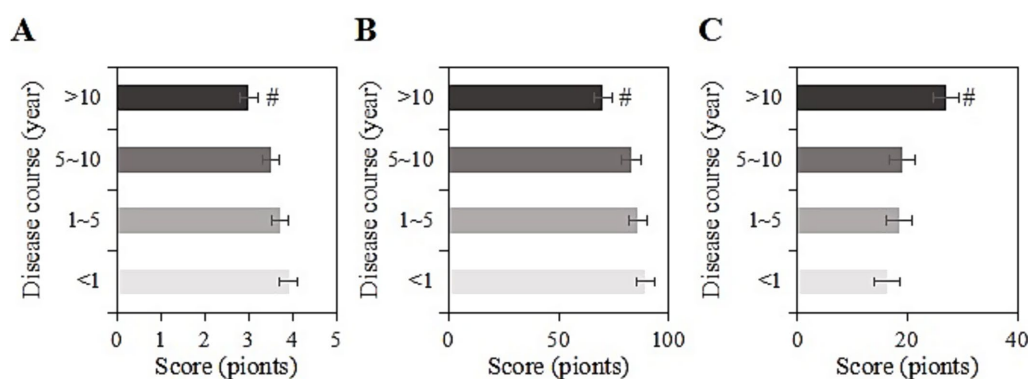 A
Disease course (year)
>10
#
5~10
1~5
<1
0 1 2 3 4 5
Score (pionts)
B
Disease course (year)
>10
#
5~10
1~5
<1
0 50 100
Score (pionts)
C
Disease course (year)
>10
#
5~10
1~5
<1
0 20 40
Score (pionts)